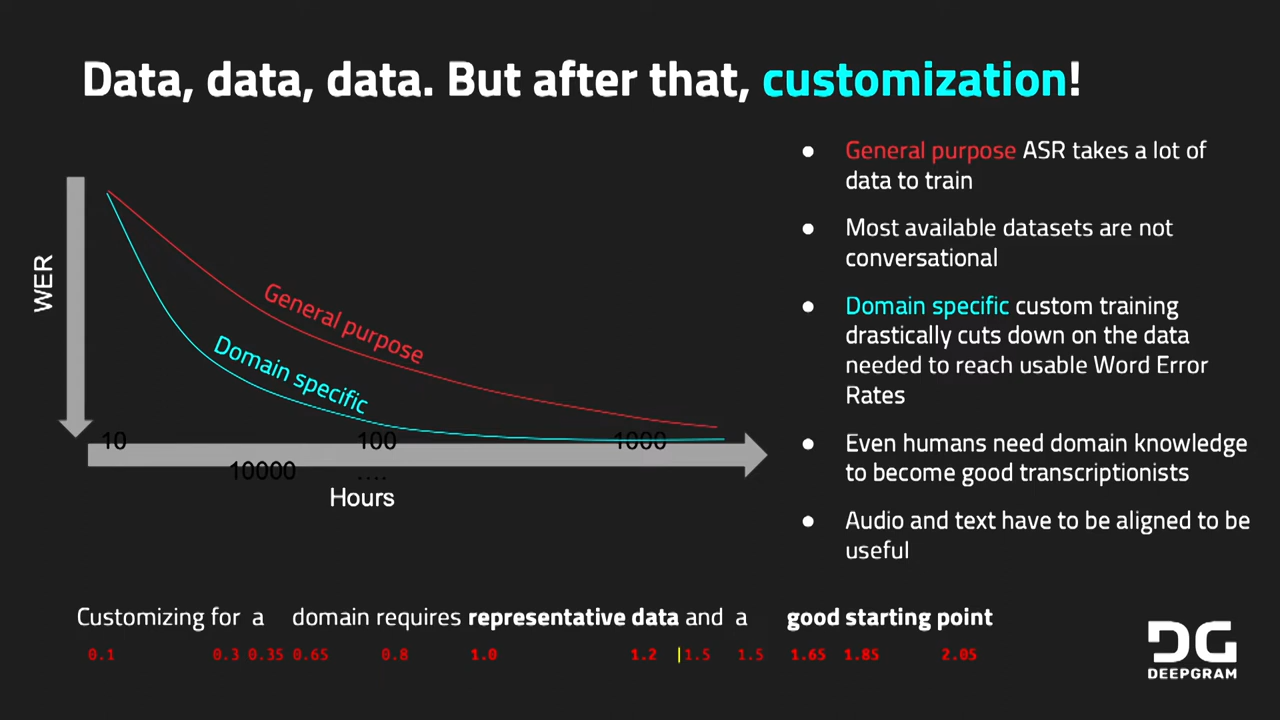 Data, data, data. But after that, customization!
WER
General purpose
Domain specific
10 100 1000
10000 ....
Hours
● General purpose ASR takes a lot of
data to train
● Most available datasets are not
conversational
● Domain specific custom training
drastically cuts down on the data
needed to reach usable Word Error
Rates
● Even humans need domain knowledge
to become good transcriptionists
● Audio and text have to be aligned to be
useful
Customizing for a domain requires representative data and a good starting point
0.1 0.3 0.35 0.65 0.8 1.0 1.2 |1.5 1.5 1.65 1.85 2.05
DG
DEEPGRAM